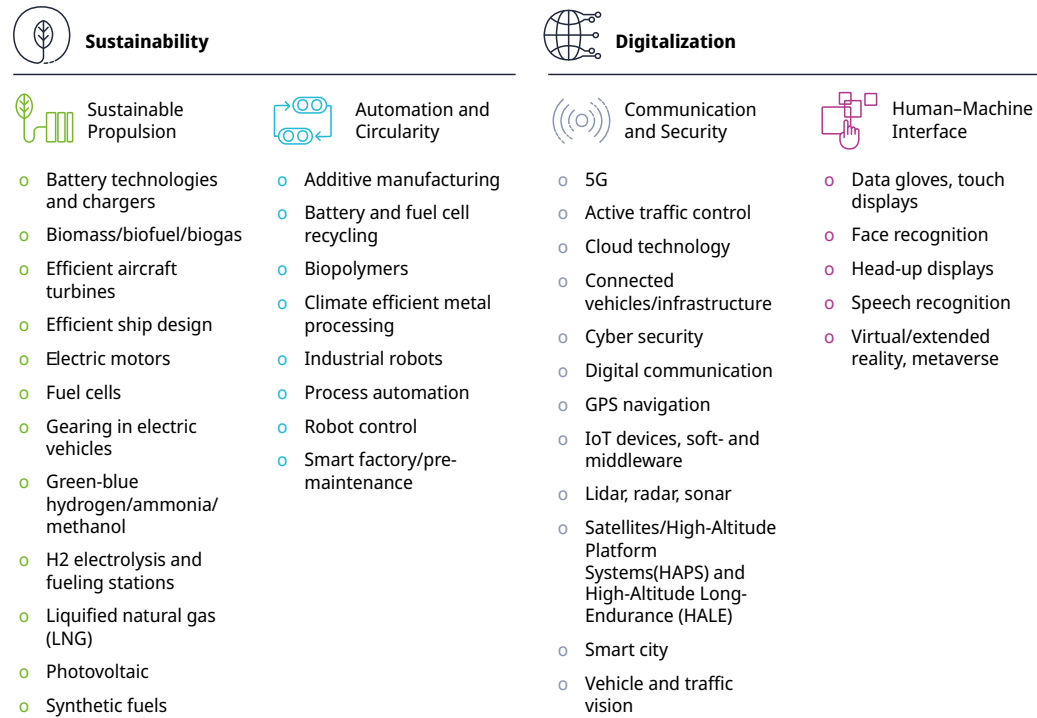 Sustainability
Sustainable
Propulsion
o Battery technologies
and chargers
o Biomass/biofuel/biogas
o Efficient aircraft
turbines
o Efficient ship design
o Electric motors
o Fuel cells
o Gearing in electric
vehicles
o Green-blue
hydrogen/ammonia/
methanol
o H2 electrolysis and
fueling stations
o Liquified natural gas
(LNG)
o Photovoltaic
o Synthetic fuels
Automation and
Circularity
o Additive manufacturing
o Battery and fuel cell
recycling
o Biopolymers
o Climate efficient metal
processing
o Industrial robots
o Process automation
o Robot control
o Smart factory/pre-
maintenance
Digitalization
Communication
and Security
o 5G
o Active traffic control
o Cloud technology
o Connected
vehicles/infrastructure
o Cyber security
o Digital communication
o GPS navigation
o IoT devices, soft- and
middleware
o Lidar, radar, sonar
o Satellites/High-Altitude
Platform
Systems(HAPS) and
High-Altitude Long-
Endurance (HALE)
o Smart city
o Vehicle and traffic
vision
Human–Machine
Interface
o Data gloves, touch
displays
o Face recognition
o Head-up displays
o Speech recognition
o Virtual/extended
reality, metaverse